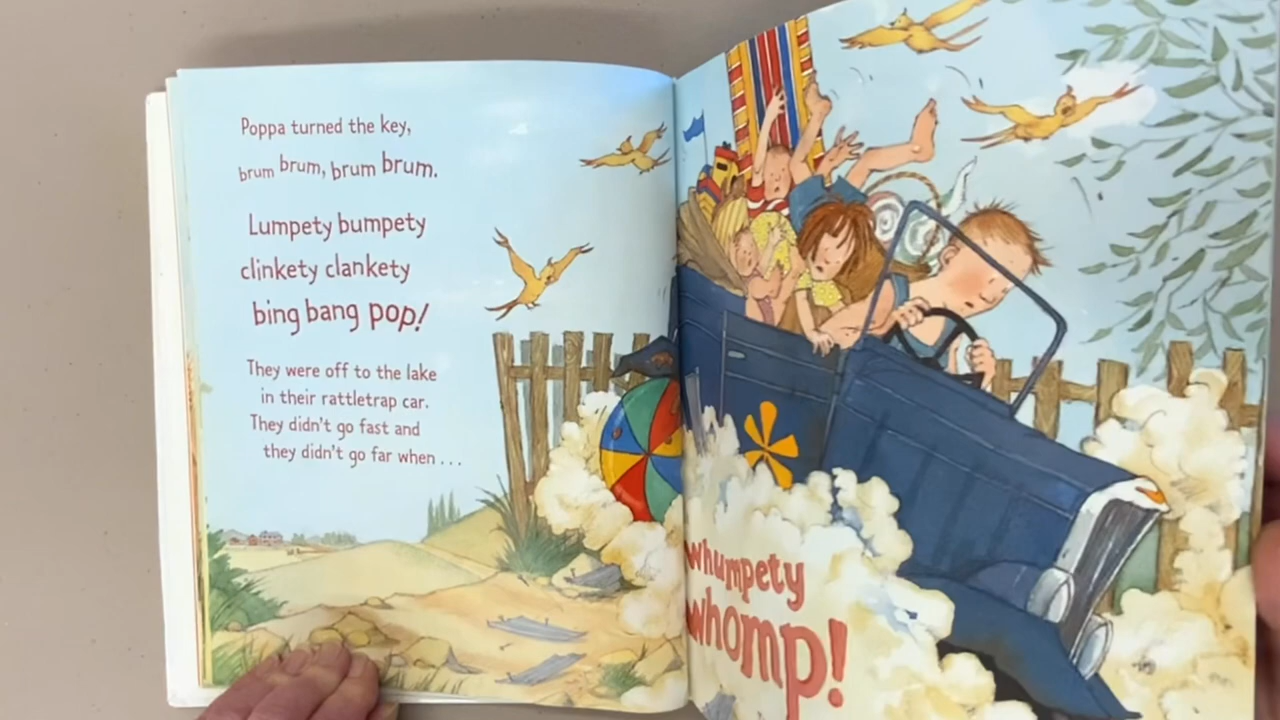 Poppa turned the key,
brum brum, brum brum.
Lumpety bumpety
clinkety clankety
bing bang pop!
They were off to the lake
in their rattletrap car.
They didn't go fast and
they didn't go far when . . .
whumpety
whomp!